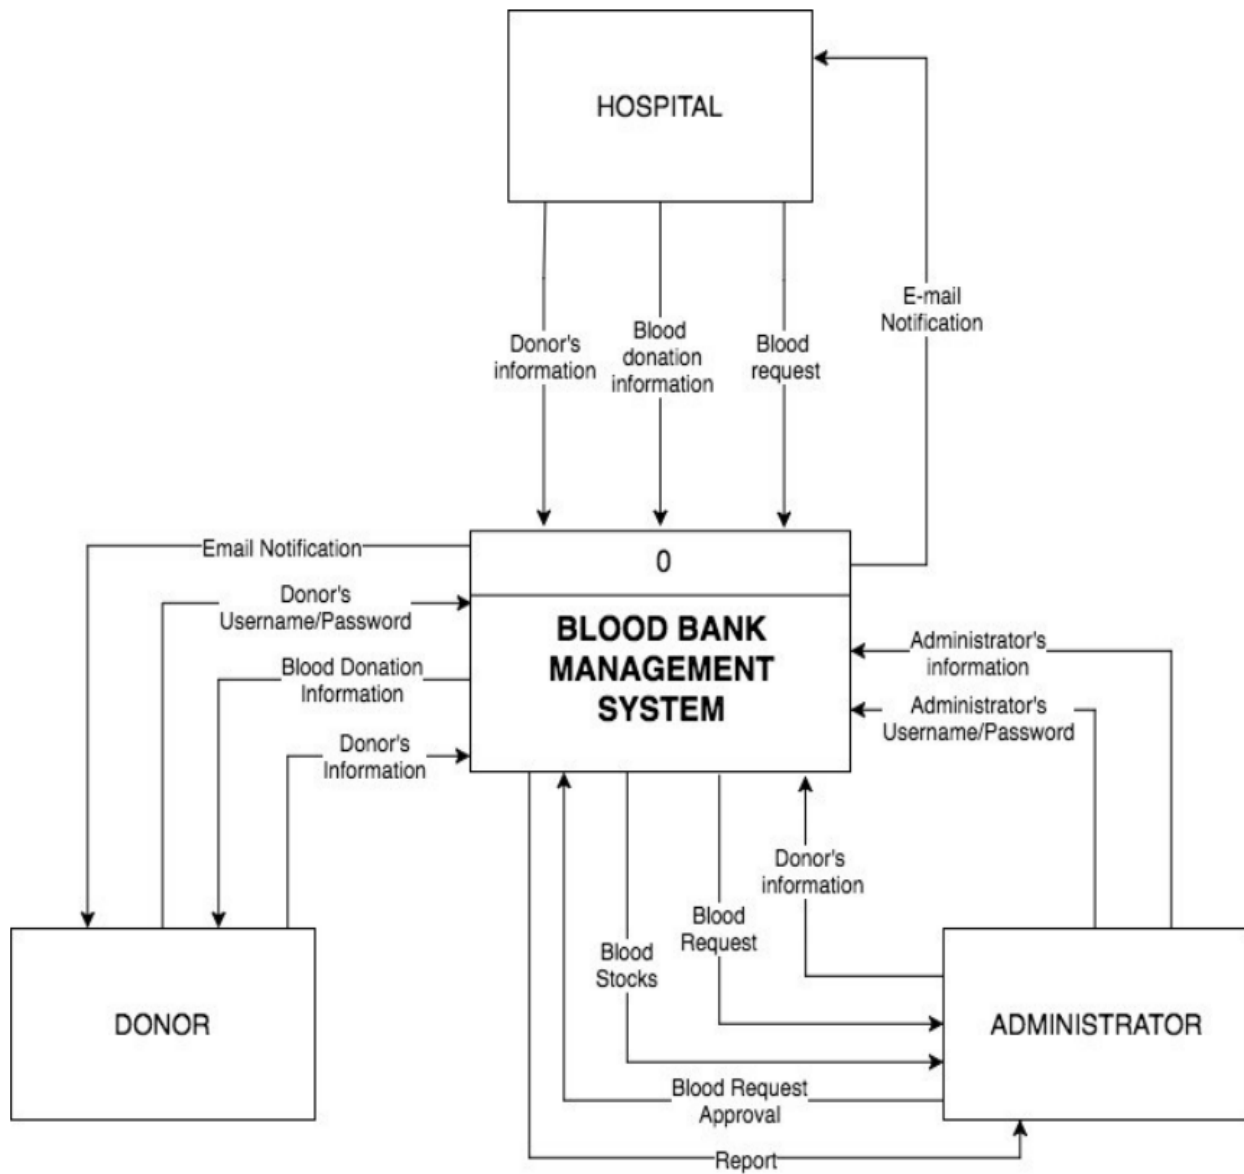 HOSPITAL
E-mail
Notification
Donor's
information
Blood
donation
information
Blood
request
Email Notification
0
Donor's
Username/Password
BLOOD BANK
MANAGEMENT
SYSTEM
Administrator's
information
Blood Donation
Information
Administrator's
Username/Password
Donor's
Information
Donor's
information
Blood
Request
Blood
Stocks
DONOR
ADMINISTRATOR
Blood Request
Approval
Report